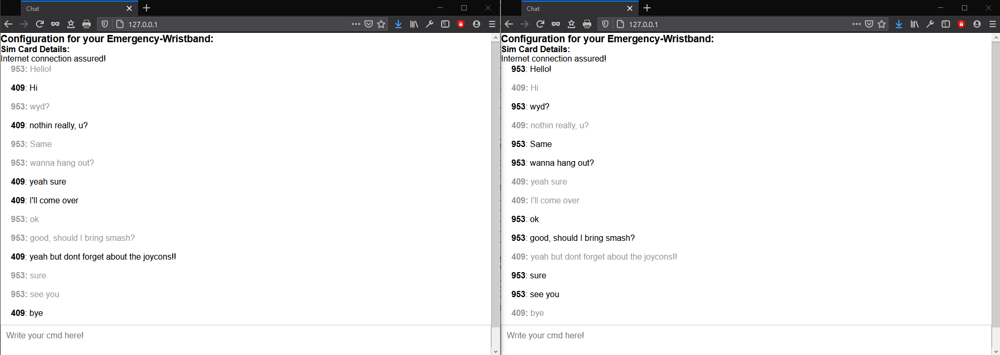 Chat
127.0.0.1
Configuration for your Emergency-Wristband:
Sim Card Details:
Internet connection assured!
953: Hello!
409: Hi
953: wyd?
409: nothin really, u?
953: Same
953: wanna hang out?
409: yeah sure
409: I'll come over
953: ok
953: good, should I bring smash?
409: yeah but dont forget about the joycons!!
953: sure
953: see you
409: bye
Write your cmd here!
Chat
127.0.0.1
Configuration for your Emergency-Wristband:
Sim Card Details:
Internet connection assured!
953: Hello!
409: Hi
953: wyd?
409: nothin really, u?
953: Same
953: wanna hang out?
409: yeah sure
409: I'll come over
953: ok
953: good, should I bring smash?
409: yeah but dont forget about the joycons!!
953: sure
953: see you
409: bye
Write your cmd here!